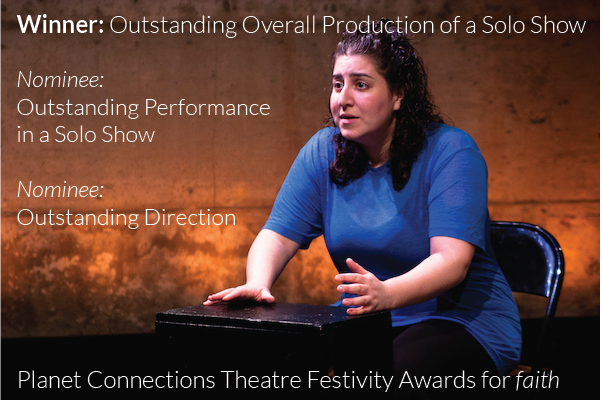 Winner: Outstanding Overall Production of a Solo Show
Nominee:
Outstanding Performance
in a Solo Show
Nominee:
Outstanding Direction
Planet Connections Theatre Festivity Awards for faith